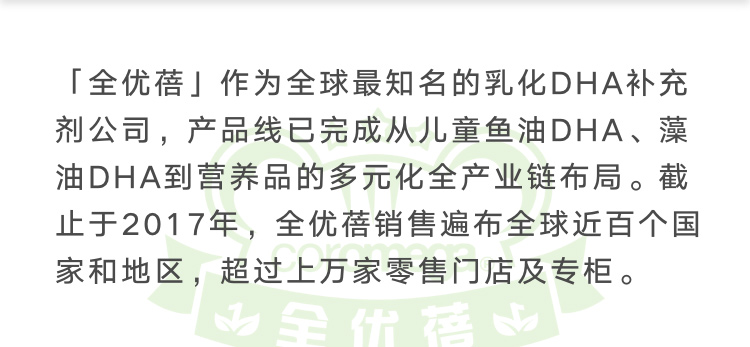 「全优蓓」作为全球最知名的乳化DHA补充
剂公司，产品线已完成从儿童鱼油DHA、藻
油DHA到营养品的多元化全产业链布局。截
止于2017年，全优蓓销售遍布全球近百个国
家和地区，超过上万家零售门店及专柜。
coromega
全优蓓